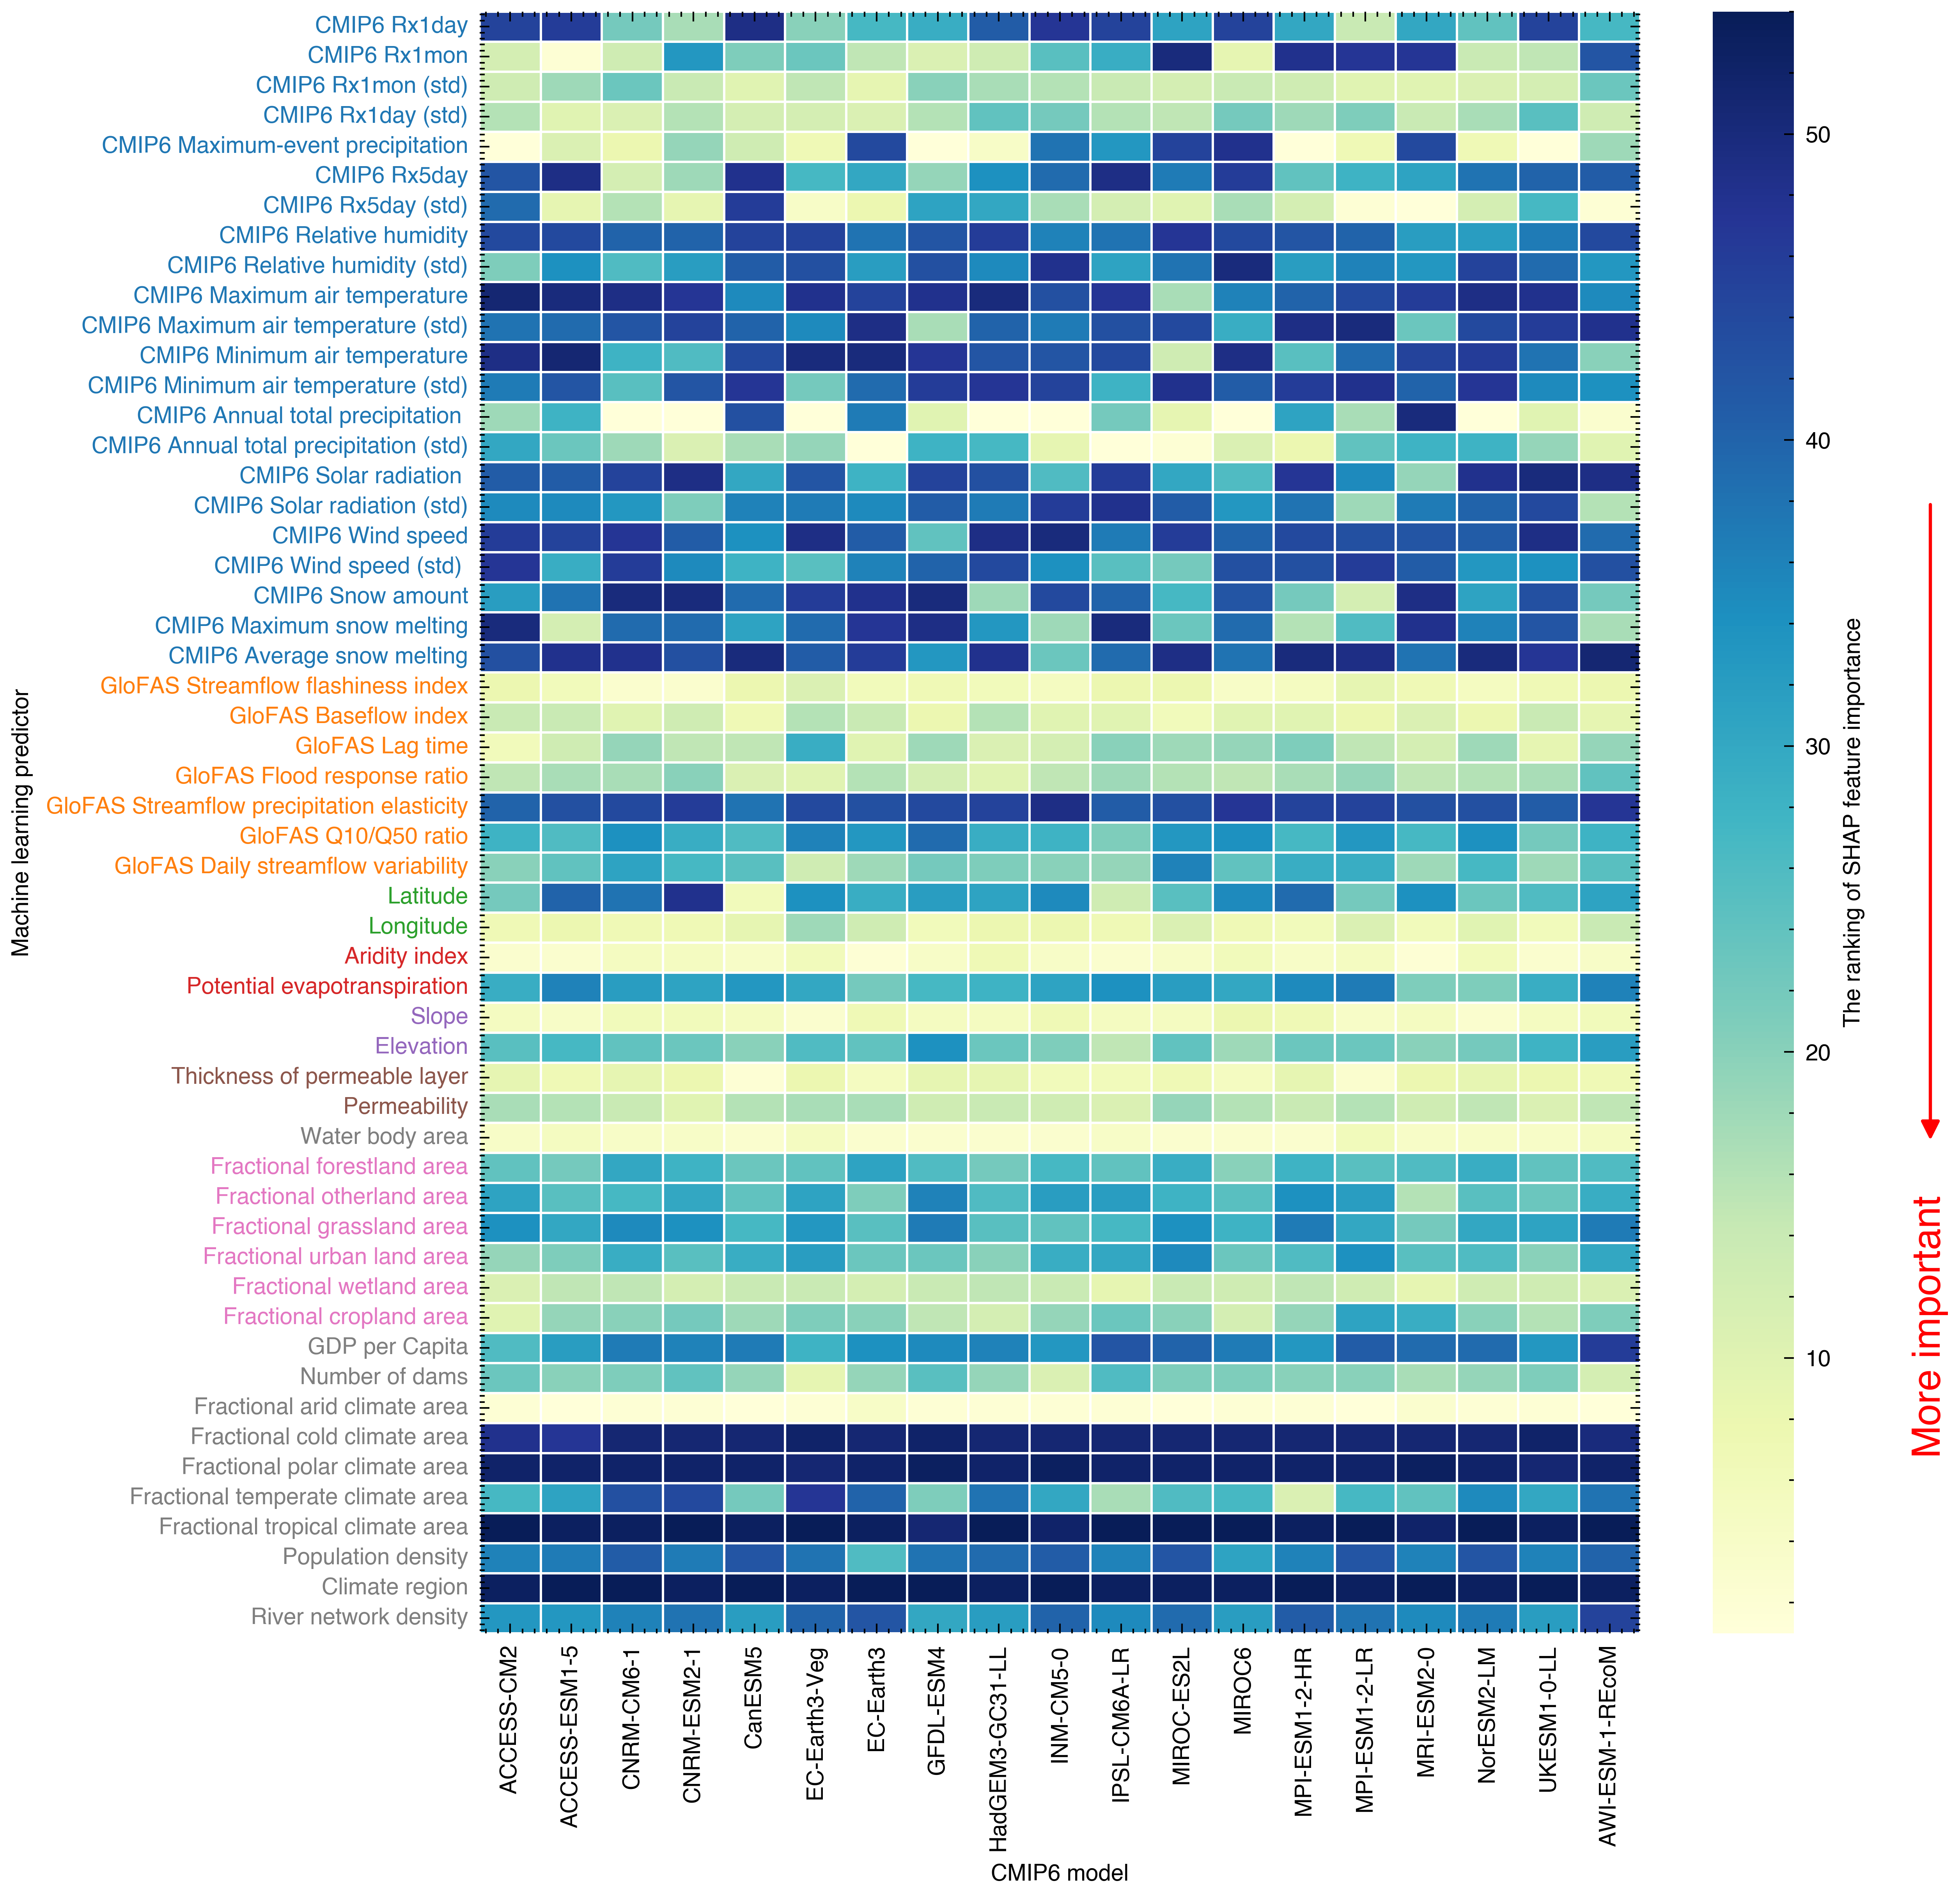 Machine learning predictor
CMIP6 Rx1day
CMIP6 Rx1mon
CMIP6 Rx1mon (std)
CMIP6 Rx1day (std)
CMIP6 Maximum-event precipitation
CMIP6 Rx5day
CMIP6 Rx5day (std)
CMIP6 Relative humidity
CMIP6 Relative humidity (std)
CMIP6 Maximum air temperature
CMIP6 Maximum air temperature (std)
CMIP6 Minimum air temperature
CMIP6 Minimum air temperature (std)
CMIP6 Annual total precipitation
CMIP6 Annual total precipitation (std)
CMIP6 Solar radiation
CMIP6 Solar radiation (std)
CMIP6 Wind speed
CMIP6 Wind speed (std)
CMIP6 Snow amount
CMIP6 Maximum snow melting
CMIP6 Average snow melting
GloFAS Streamflow flashiness index
GloFAS Baseflow index
GloFAS Lag time
GloFAS Flood response ratio
GloFAS Streamflow precipitation elasticity
GloFAS Q10/Q50 ratio
GloFAS Daily streamflow variability
Latitude
Longitude
Aridity index
Potential evapotranspiration
Slope
Elevation
Thickness of permeable layer
Permeability
Water body area
Fractional forestland area
Fractional otherland area
Fractional grassland area
Fractional urban land area
Fractional wetland area
Fractional cropland area
GDP per Capita
Number of dams
Fractional arid climate area
Fractional cold climate area
Fractional polar climate area
Fractional temperate climate area
Fractional tropical climate area
Population density
Climate region
River network density
ACCESS-CM2
ACCESS-ESM1-5
CNRM-CM6-1
CNRM-ESM2-1
CanESM5
EC-Earth3-Veg
EC-Earth3
GFDL-ESM4
HadGEM3-GC31-LL
INM-CM5-0
IPSL-CM6A-LR
MIROC-ES2L
MIROC6
MPI-ESM1-2-HR
MPI-ESM1-2-LR
MRI-ESM2-0
NorESM2-LM
UKESM1-0-LL
AWI-ESM-1-REcoM
CMIP6 model
50
40
30
20
10
The ranking of SHAP feature importance
More important